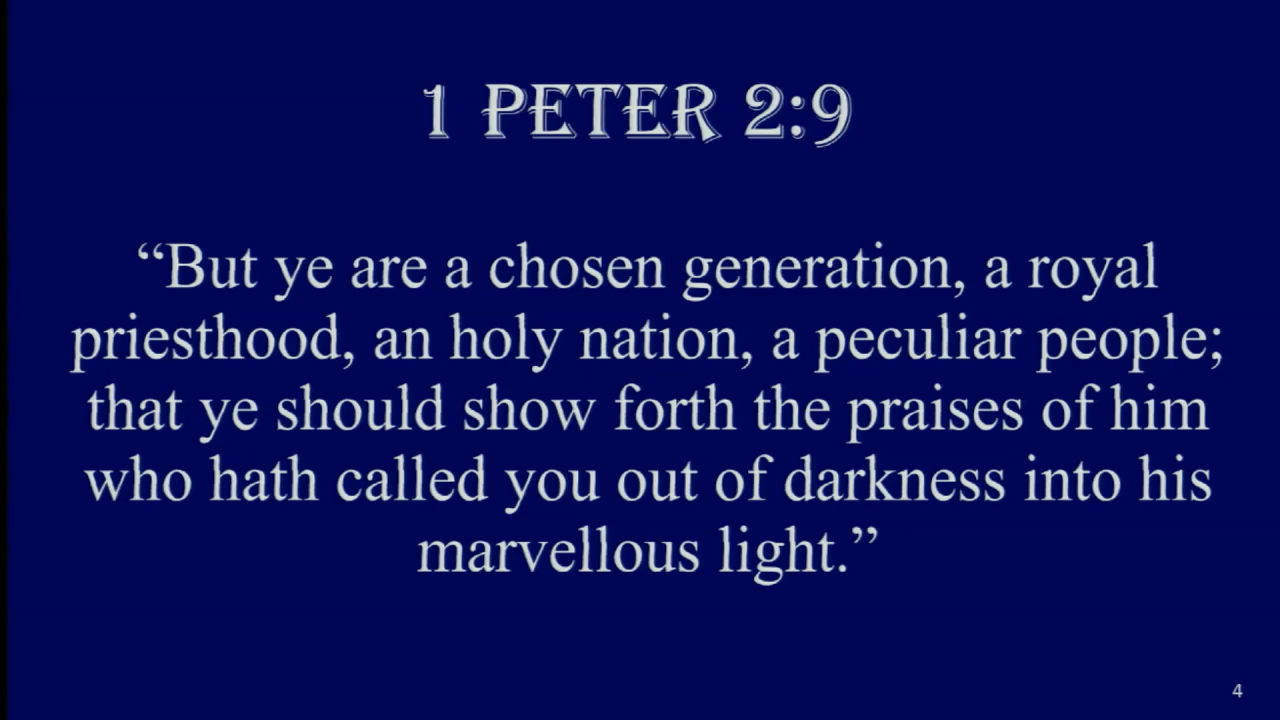 1 PETER 2:9
“But ye are a chosen generation, a royal
priesthood, an holy nation, a peculiar people;
that ye should show forth the praises of him
who hath called you out of darkness into his
marvellous light.”
4